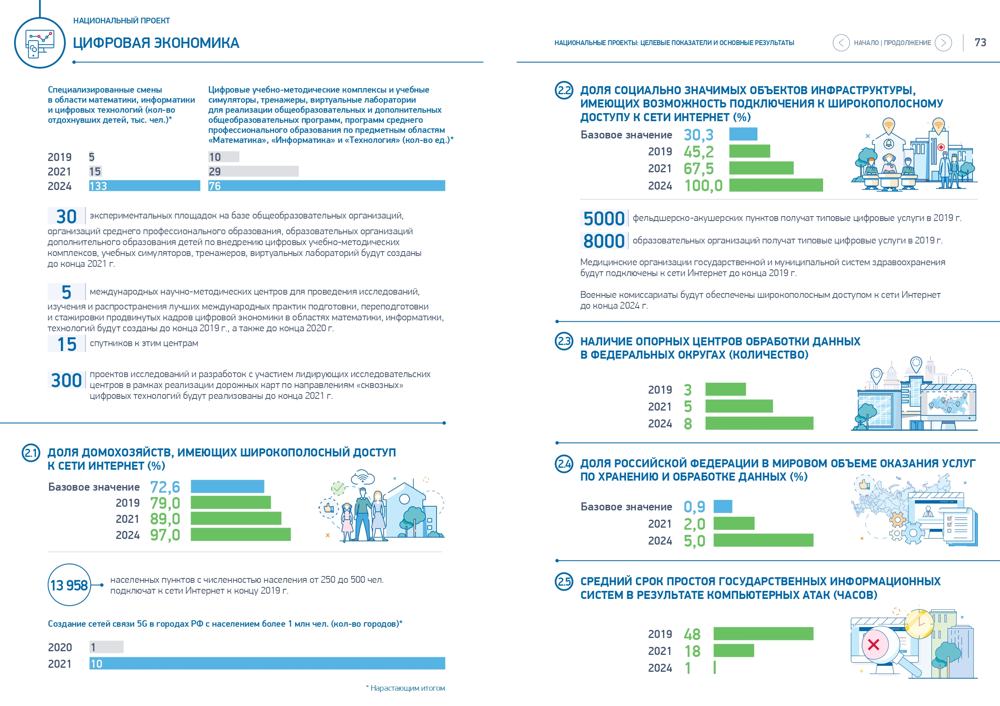 НАЦИОНАЛЬНЫЙ ПРОЕКТ
ЦИФРОВАЯ ЭКОНОМИКА
Специализированные смены
в области математики, информатики
и цифровых технологий (кол-во
отдохнувших детей, тыс. чел.)*
Цифровые учебно-методические комплексы и учебные
симуляторы, тренажеры, виртуальные лаборатории
для реализации общеобразовательных и дополнительных
общеобразовательных программ, программ среднего
профессионального образования по предметным областям
«Математика», «Информатика» и «Технология» (кол-во ед.)*
2019 5 10
2021 15 29
2024 133 76
30 экспериментальных площадок на базе общеобразовательных организаций,
организаций среднего профессионального образования, образовательных организаций
дополнительного образования детей по внедрению цифровых учебно-методических
комплексов, учебных симуляторов, тренажеров, виртуальных лабораторий будут созданы
до конца 2021 г.
5 международных научно-методических центров для проведения исследований,
изучения и распространения лучших международных практик подготовки, переподготовки
и стажировки продвинутых кадров цифровой экономики в областях математики, информатики,
технологий будут созданы до конца 2019 г., а также до конца 2020 г.
15 спутников к этим центрам
300 проектов исследований и разработок с участием лидирующих исследовательских
центров в рамках реализации дорожных карт по направлениям «сквозных»
цифровых технологий будут реализованы до конца 2021 г.
2.1 ДОЛЯ ДОМОХОЗЯЙСТВ, ИМЕЮЩИХ ШИРОКОПОЛОСНЫЙ ДОСТУП
К СЕТИ ИНТЕРНЕТ (%)
Базовое значение 72,6
2019 79,0
2021 89,0
2024 97,0
13 958 населенных пунктов с численностью населения от 250 до 500 чел.
подключат к сети Интернет к концу 2019 г.
Создание сетей связи 5G в городах РФ с населением более 1 млн чел. (кол-во городов)*
2020 1
2021 10
* Нарастающим итогом
НАЦИОНАЛЬНЫЕ ПРОЕКТЫ: ЦЕЛЕВЫЕ ПОКАЗАТЕЛИ И ОСНОВНЫЕ РЕЗУЛЬТАТЫ
НАЧАЛО | ПРОДОЛЖЕНИЕ
73
2.2 ДОЛЯ СОЦИАЛЬНО ЗНАЧИМЫХ ОБЪЕКТОВ ИНФРАСТРУКТУРЫ,
ИМЕЮЩИХ ВОЗМОЖНОСТЬ ПОДКЛЮЧЕНИЯ К ШИРОКОПОЛОСНОМУ
ДОСТУПУ К СЕТИ ИНТЕРНЕТ (%)
Базовое значение 30,3
2019 45,2
2021 67,5
2024 100,0
5000 фельдшерско-акушерских пунктов получат типовые цифровые услуги в 2019 г.
8000 образовательных организаций получат типовые цифровые услуги в 2019 г.
Медицинские организации государственной и муниципальной систем здравоохранения
будут подключены к сети Интернет до конца 2019 г.
Военные комиссариаты будут обеспечены широкополосным доступом к сети Интернет
до конца 2024 г.
2.3 НАЛИЧИЕ ОПОРНЫХ ЦЕНТРОВ ОБРАБОТКИ ДАННЫХ
В ФЕДЕРАЛЬНЫХ ОКРУГАХ (КОЛИЧЕСТВО)
2019 3
2021 5
2024 8
2.4 ДОЛЯ РОССИЙСКОЙ ФЕДЕРАЦИИ В МИРОВОМ ОБЪЕМЕ ОКАЗАНИЯ УСЛУГ
ПО ХРАНЕНИЮ И ОБРАБОТКЕ ДАННЫХ (%)
Базовое значение 0,9
2021 2,0
2024 5,0
2.5 СРЕДНИЙ СРОК ПРОСТОЯ ГОСУДАРСТВЕННЫХ ИНФОРМАЦИОННЫХ
СИСТЕМ В РЕЗУЛЬТАТЕ КОМПЬЮТЕРНЫХ АТАК (ЧАСОВ)
2019 48
2021 18
2024 1